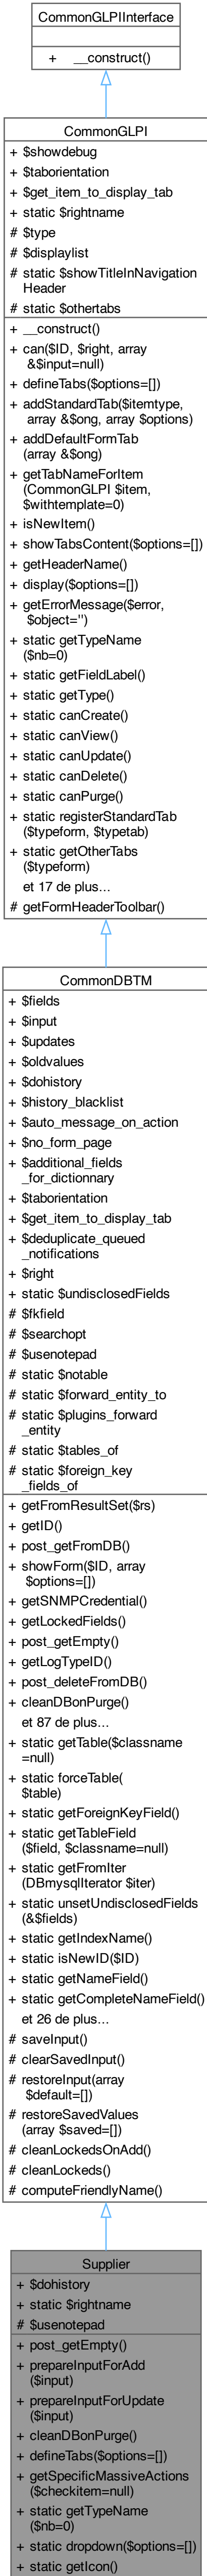 CommonGLPIInterface
+ __construct()
CommonGLPI
+ $showdebug
+ $taborientation
+ $get_item_to_display_tab
+ static $rightname
# $type
# $displaylist
# static $showTitleInNavigation
Header
# static $othertabs
+ __construct()
+ can($ID, $right, array
&$input=null)
+ defineTabs($options=[])
+ addStandardTab($itemtype,
array &$ong, array $options)
+ addDefaultFormTab
(array &$ong)
+ getTabNameForItem
(CommonGLPI $item,
$withtemplate=0)
+ isNewItem()
+ showTabsContent($options=[])
+ getHeaderName()
+ display($options=[])
+ getErrorMessage($error,
$object='')
+ static getTypeName
($nb=0)
+ static getFieldLabel()
+ static getType()
+ static canCreate()
+ static canView()
+ static canUpdate()
+ static canDelete()
+ static canPurge()
+ static registerStandardTab
($typeform, $typetab)
+ static getOtherTabs
($typeform)
et 17 de plus...
# getFormHeaderToolbar()
CommonDBTM
+ $fields
+ $input
+ $updates
+ $oldvalues
+ $dohistory
+ $history_blacklist
+ $auto_message_on_action
+ $no_form_page
+ $additional_fields
_for_dictionnary
+ $taborientation
+ $get_item_to_display_tab
+ $deduplicate_queued
_notifications
+ $right
+ static $undisclosedFields
# $fkfield
# $searchopt
# $usenotepad
# static $notable
# static $forward_entity_to
# static $plugins_forward
_entity
# static $tables_of
# static $foreign_key
_fields_of
+ getFromResultSet($rs)
+ getID()
+ post_getFromDB()
+ showForm($ID, array
$options=[])
+ getSNMPCredential()
+ getLockedFields()
+ post_getEmpty()
+ getLogTypeID()
+ post_deleteFromDB()
+ cleanDBonPurge()
et 87 de plus...
+ static getTable($classname
=null)
+ static forceTable(
$table)
+ static getForeignKeyField()
+ static getTableField
($field, $classname=null)
+ static getFromIter
(DBmysqlIterator $iter)
+ static unsetUndisclosedFields
(&$fields)
+ static getIndexName()
+ static isNewID($ID)
+ static getNameField()
+ static getCompleteNameField()
et 26 de plus...
# saveInput()
# clearSavedInput()
# restoreInput(array
$default=[])
# restoreSavedValues
(array $saved=[])
# cleanLockedsOnAdd()
# cleanLockeds()
# computeFriendlyName()
Supplier
+ $dohistory
+ static $rightname
# $usenotepad
+ post_getEmpty()
+ prepareInputForAdd
($input)
+ prepareInputForUpdate
($input)
+ cleanDBonPurge()
+ defineTabs($options=[])
+ getSpecificMassiveActions
($checkitem=null)
+ static getTypeName
($nb=0)
+ static dropdown($options=[])
+ static getIcon()